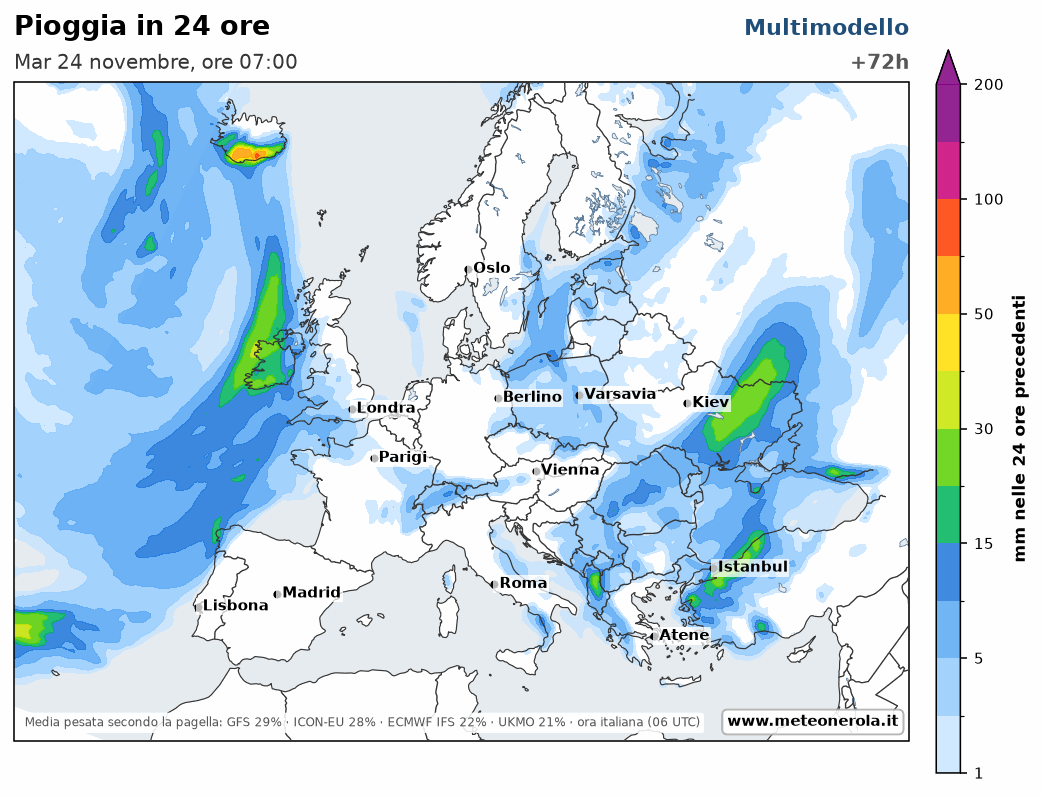 Pioggia in 24 ore
Multimodello
Mar 24 novembre, ore 07:00
+72h
200
100
50
30
15
5
1
mm nelle 24 ore precedenti
Oslo
Londra
Berlino
Varsavia
Kiev
Parigi
Vienna
Istanbul
Roma
Madrid
Lisbona
Atene
Media pesata secondo la pagella: GFS 29% · ICON-EU 28% · ECMWF IFS 22% · UKMO 21% · ora italiana (06 UTC)
www.meteonerola.it